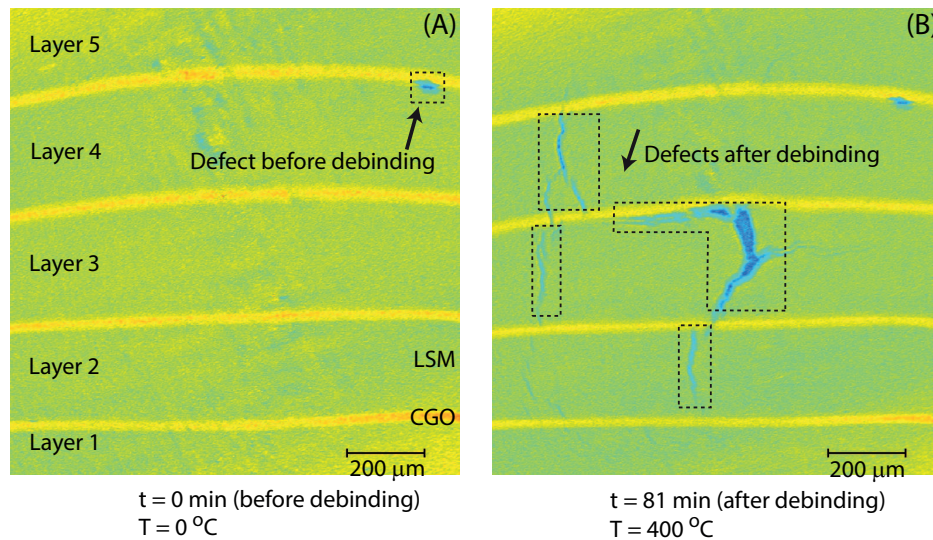 (A)
Layer 5
Defect before debinding
Layer 4
Layer 3
Layer 2
LSM
CGO
Layer 1
200 μm
t = 0 min (before debinding)
T = 0 °C
(B)
Defects after debinding
200 μm
t = 81 min (after debinding)
T = 400 °C